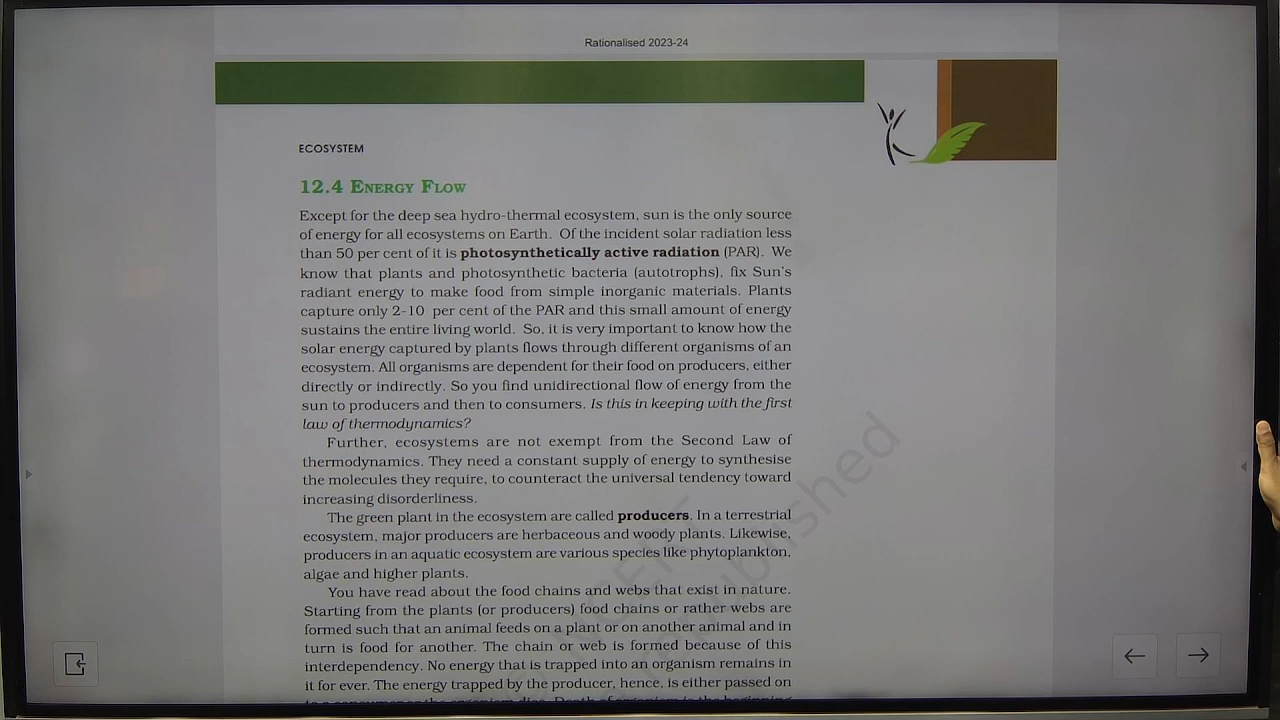 Rationalised 2023-24
ECOSYSTEM
12.4 ENERGY FLOW
Except for the deep sea hydro-thermal ecosystem, sun is the only source
of energy for all ecosystems on Earth. Of the incident solar radiation less
than 50 per cent of it is photosynthetically active radiation (PAR). We
know that plants and photosynthetic bacteria (autotrophs), fix Sun's
radiant energy to make food from simple inorganic materials. Plants
capture only 2-10 per cent of the PAR and this small amount of energy
sustains the entire living world. So, it is very important to know how the
solar energy captured by plants flows through different organisms of an
ecosystem. All organisms are dependent for their food on producers, either
directly or indirectly. So you find unidirectional flow of energy from the
sun to producers and then to consumers. Is this in keeping with the first
law of thermodynamics?
Further, ecosystems are not exempt from the Second Law of
thermodynamics. They need a constant supply of energy to synthesise
the molecules they require, to counteract the universal tendency toward
increasing disorderliness.
The green plant in the ecosystem are called producers. In a terrestrial
ecosystem, major producers are herbaceous and woody plants. Likewise,
producers in an aquatic ecosystem are various species like phytoplankton,
algae and higher plants.
You have read about the food chains and webs that exist in nature.
Starting from the plants (or producers) food chains or rather webs are
formed such that an animal feeds on a plant or on another animal and in
turn is food for another. The chain or web is formed because of this
interdependency. No energy that is trapped into an organism remains in
it for ever. The energy trapped by the producer, hence, is either passed on